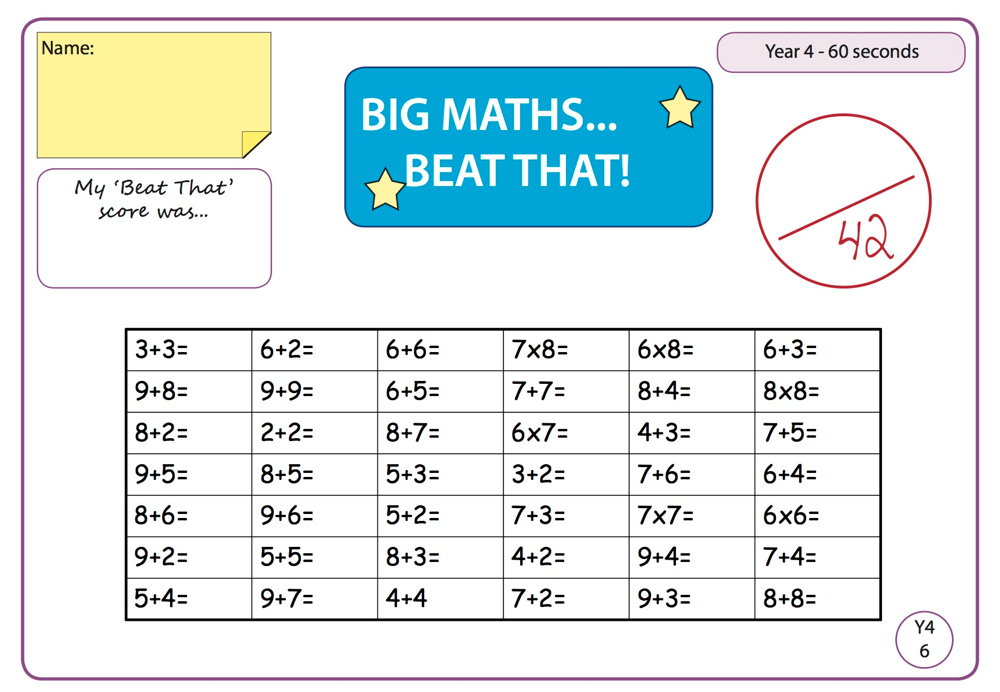 Name:
Year 4 - 60 seconds
BIG MATHS...
BEAT THAT!
My ‘Beat That’
score was...
42
3+3= 6+2= 6+6= 7x8= 6x8= 6+3=
9+8= 9+9= 6+5= 7+7= 8+4= 8x8=
8+2= 2+2= 8+7= 6x7= 4+3= 7+5=
9+5= 8+5= 5+3= 3+2= 7+6= 6+4=
8+6= 9+6= 5+2= 7+3= 7x7= 6x6=
9+2= 5+5= 8+3= 4+2= 9+4= 7+4=
5+4= 9+7= 4+4 7+2= 9+3= 8+8=
Y4
6